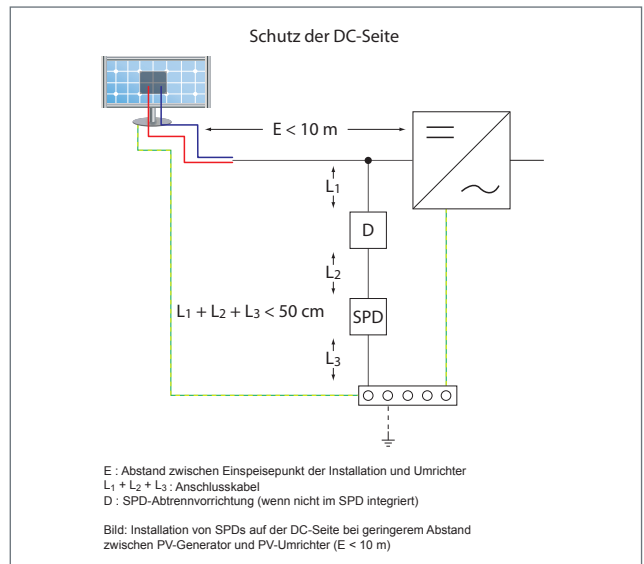 Schutz der DC-Seite
E < 10 m
L1
D
L2
L1 + L2 + L3 < 50 cm
SPD
L3
E : Abstand zwischen Einspeisepunkt der Installation und Umrichter
L1 + L2 + L3 : Anschlusskabel
D : SPD-Abtrennvorrichtung (wenn nicht im SPD integriert)
Bild: Installation von SPDs auf der DC-Seite bei geringerem Abstand
zwischen PV-Generator und PV-Umrichter (E < 10 m)